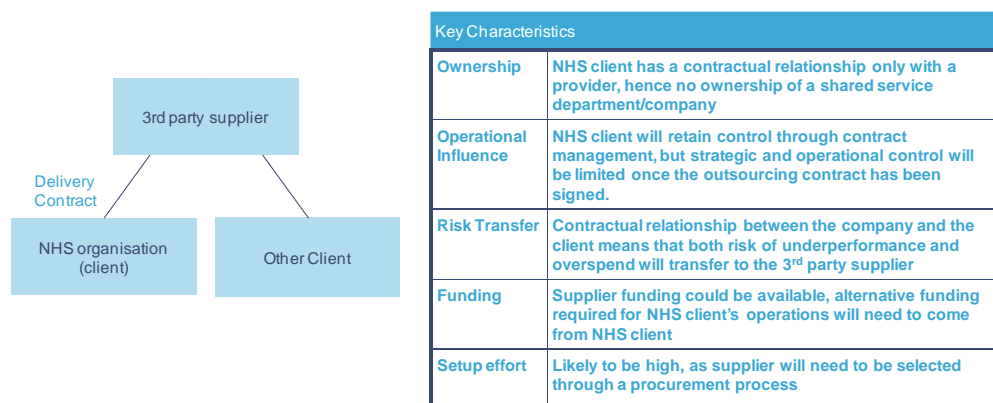 3rd party supplier
Delivery
Contract
NHS organisation
(client)
Other Client
Key Characteristics
Ownership
NHS client has a contractual relationship only with a
provider, hence no ownership of a shared service
department/company
Operational
Influence
NHS client will retain control through contract
management, but strategic and operational control will
be limited once the outsourcing contract has been
signed.
Risk Transfer
Contractual relationship between the company and the
client means that both risk of underperformance and
overspend will transfer to the 3rd party supplier
Funding
Supplier funding could be available, alternative funding
required for NHS client's operations will need to come
from NHS client
Setup effort
Likely to be high, as supplier will need to be selected
through a procurement process